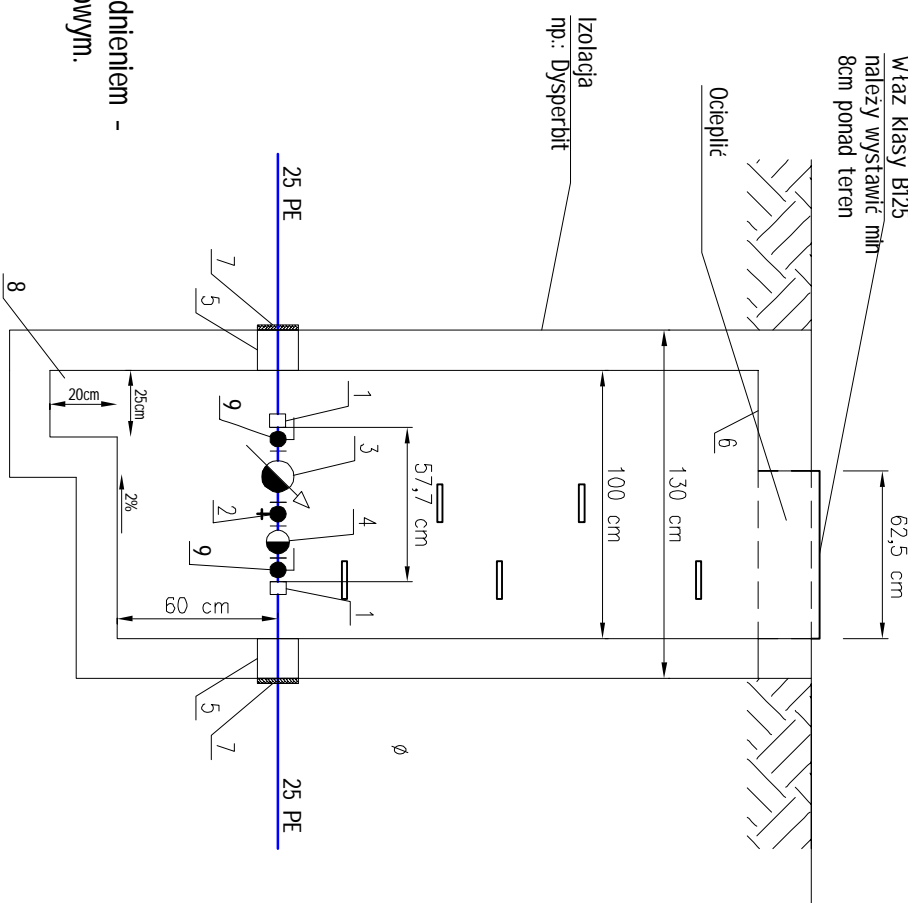 Właz klasy B125
należy wystawić min
8cm ponad teren
62,5 cm
Ocieplić
Izolacja
np.: Dysperbit
6
130 cm
100 cm
57,7 cm
25 PE
7
5
1
9
3
2
4
9
1
25 PE
5
7
60 cm
25cm
20cm
2%
8
Ø
dnieniem -
owym.